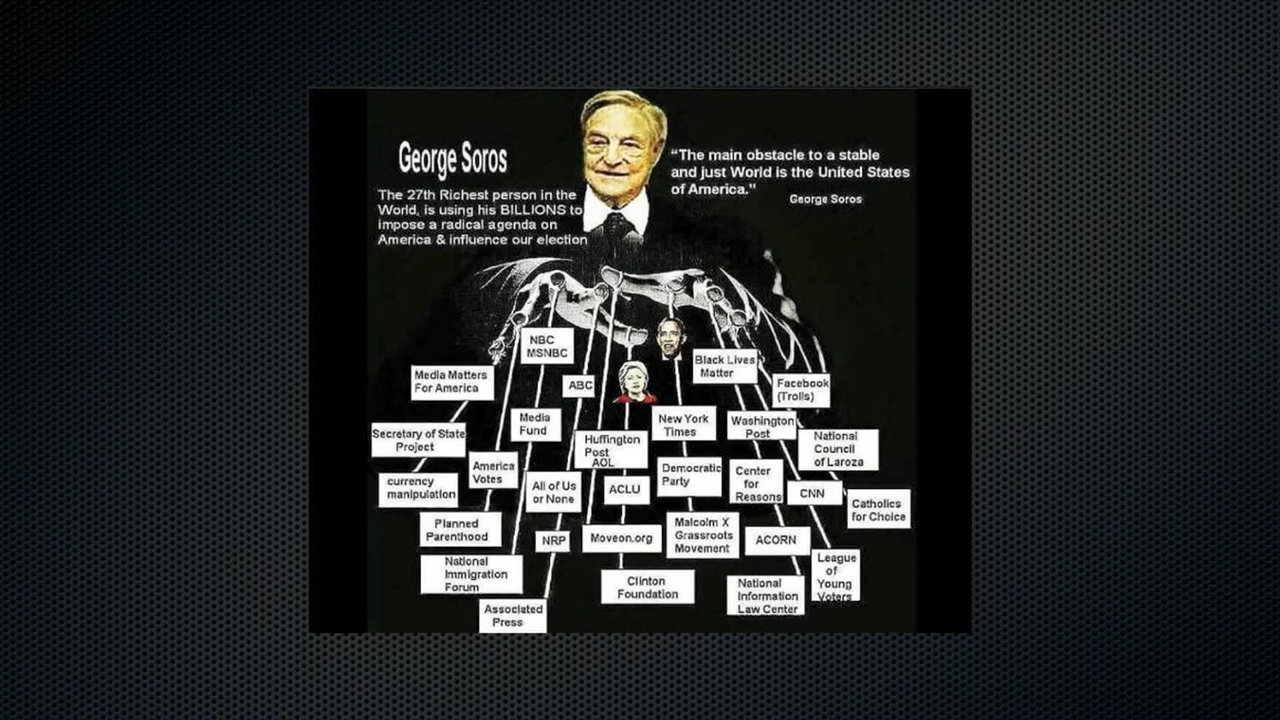 George Soros
The 27th Richest person in the
World, is using his BILLIONS to
impose a radical agenda on
America & influence our election
“The main obstacle to a stable
and just World is the United States
of America.”
George Soros
NBC
MSNBC
Black Lives
Matter
Media Matters
For America
ABC
Facebook
(Trolls)
Media
Fund
New York
Times
Washington
Post
Secretary of State
Project
Huffington
Post
AOL
National
Council
of Laroza
America
Votes
Democratic
Party
Center
for
Reasons
currency
manipulation
All of Us
or None
ACLU
CNN
Catholics
for Choice
Planned
Parenthood
NRP
Moveon.org
Malcolm X
Grassroots
Movement
ACORN
National
Immigration
Forum
Clinton
Foundation
National
Information
Law Center
League
of
Young
Voters
Associated
Press